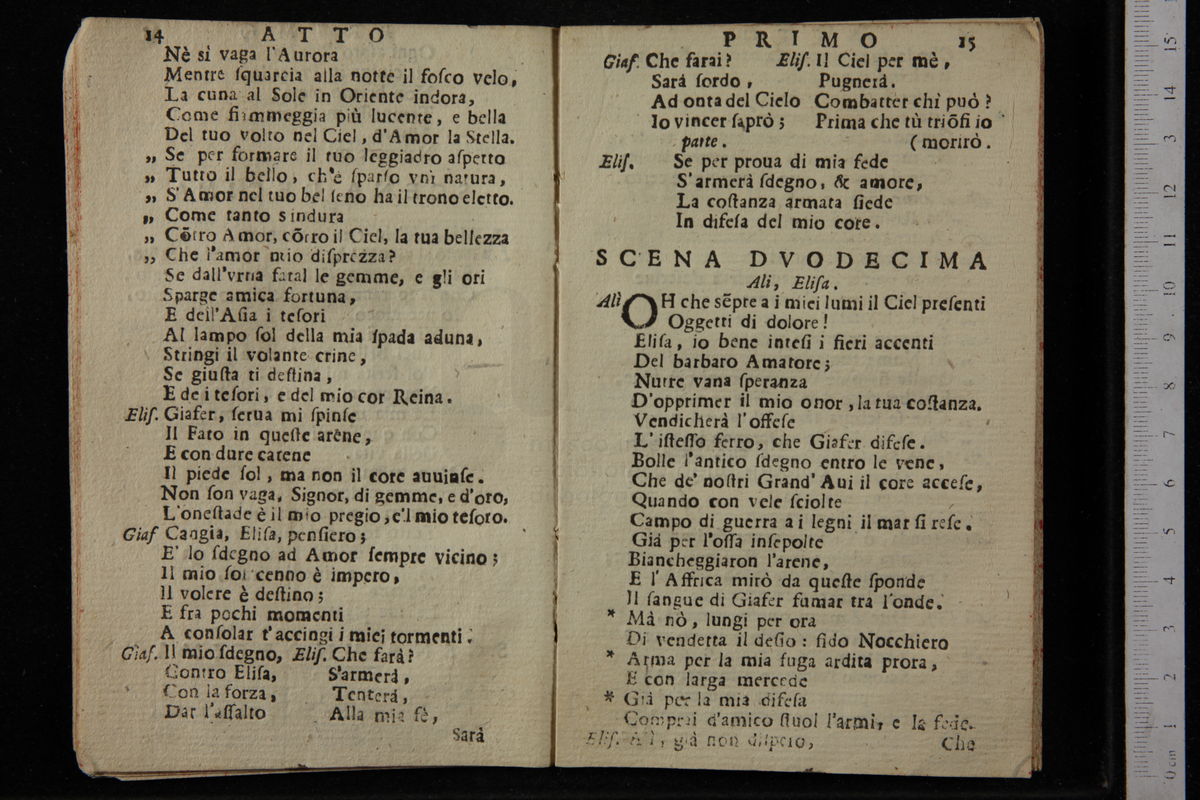 14 ATTO
Nè sì vaga l'Aurora
Mentre ſquarcia alla notte il foſco velo,
La cuna al Sole in Oriente indora,
Come fiammeggia più lucente, e bella
Del tuo volto nel Ciel, d'Amor la Stella.
„ Se per formare il tuo leggiadro aſpetto
„ Tutto il bello, ch'è ſparſo vnì natura,
„ S'Amor nel tuo bel ſeno ha il trono eletto.
„ Come tanto s indura
„ Cõtro Amor, cõtro il Ciel, la tua bellezza
„ Che l'amor mio diſprezza?
Se dall'vrna fatal le gemme, e gli ori
Sparge amica fortuna,
E dell'Aſia i teſori
Al lampo ſol della mia ſpada aduna,
Stringi il volante crine,
Se giuſta ti deſtina,
E de i teſori, e del mio cor Reina.
Eliſ. Giafer, ſerua mi ſpinſe
Il Fato in queſte arène,
E con dure catene
Il piede ſol, ma non il core auuinſe.
Non ſon vaga, Signor, di gemme, e d'oro,
L'oneſtade è il mio pregio, e'l mio teſoro.
Giaf Cangia, Eliſa, penſiero;
E' lo ſdegno ad Amor ſempre vicino;
Il mio ſol cenno è impero,
Il volere è deſtino;
E fra pochi momenti
A conſolar t'accingi i miei tormenti.
Giaf. Il mio ſdegno, Eliſ. Che farà?
Contro Eliſa, S'armerá,
Con la forza, Tenterá,
Dar l'aſſalto Alla mia fè,
Sarà
PRIMO 15
Giaf. Che farai? Eliſ. Il Ciel per mè,
Sará ſordo, Pugnerá.
Ad onta del Cielo Combatter chi può?
Io vincer ſaprò; Prima che tù triõfi io
parte. (morirò.
Eliſ. Se per proua di mia fede
S'armerà ſdegno, & amore,
La coſtanza armata ſiede
In difeſa del mio core.
SCENA DVODECIMA
Ali, Eliſa.
Alì OH che sẽpre a i miei lumi il Ciel preſenti
Oggetti di dolore!
Eliſa, io bene inteſi i fieri accenti
Del barbaro Amatore;
Nutre vana ſperanza
D'opprimer il mio onor, la tua coſtanza.
Vendicherà l'offeſe
L'iſteſſo ferro, che Giafer difeſe.
Bolle l'antico ſdegno entro le vene,
Che de' noſtri Grand' Aui il core acceſe,
Quando con vele ſciolte
Campo di guerra a i legni il mar ſi reſe.
Giá per l'oſſa inſepolte
Biancheggiaron l'arene,
E l'Affrica mirò da queſte ſponde
Il ſangue di Giafer fumar tra l'onde.
* Mà nò, lungi per ora
Di vendetta il deſio: fido Nocchiero
* Arma per la mia fuga ardita prora,
E con larga mercede
* Giá per la mia difeſa
Comprai d'amico ſtuol l'armi, e la fede.
Eliſ. Alì, già non diſpero,
Che